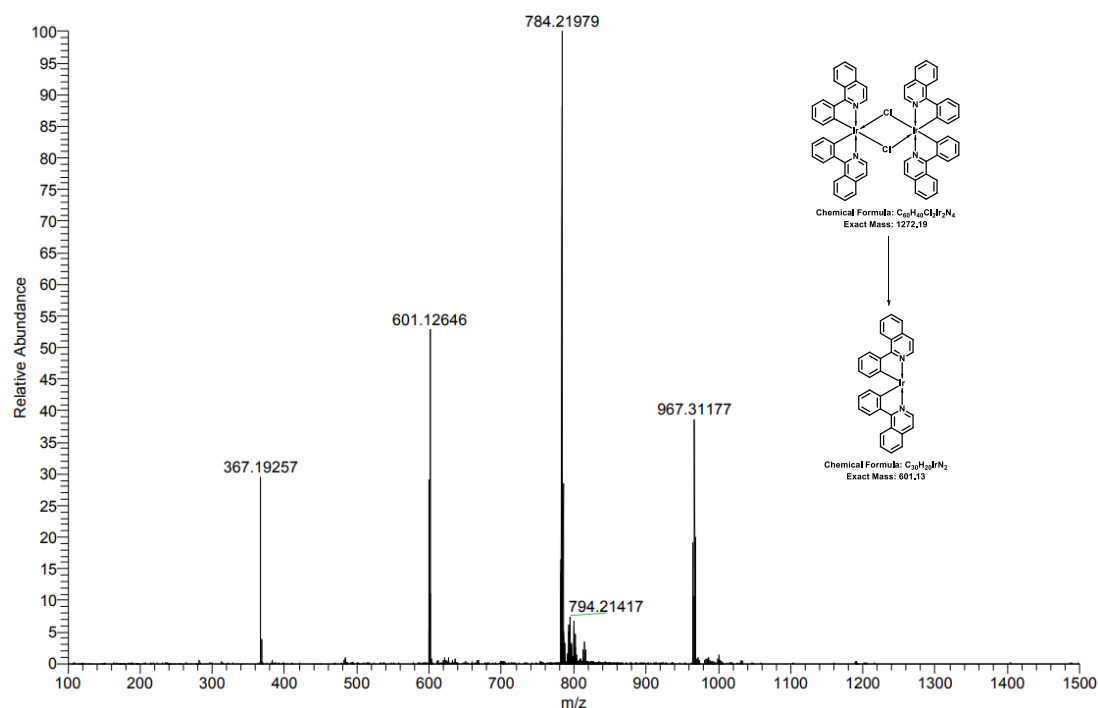 784.21979
100
95
90
85
80
75
70
65
60
55
50
45
40
35
30
25
20
15
10
5
0
Relative Abundance
601.12646
967.31177
367.19257
794.21417
100 200 300 400 500 600 700 800 900 1000 1100 1200 1300 1400 1500
m/z
N N
Cl
Ir Ir
Cl
N N
Chemical Formula: C₆₀H₄₀Cl₂Ir₂N₄
Exact Mass: 1272.19
N
Ir
N
Chemical Formula: C₃₀H₂₀IrN₂
Exact Mass: 601.13